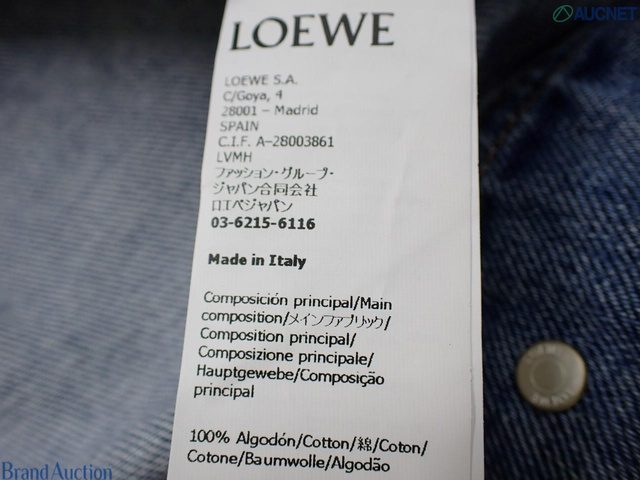 AUCNET
LOEWE
LOEWE S.A.
C/Goya, 4
28001 – Madrid
SPAIN
C.I.F. A-28003861
LVMH
ファッション・グループ・
ジャパン合同会社
ロエベジャパン
03-6215-6116
Made in Italy
Composición principal/Main
composition/メインファブリック/
Composition principal/
Composizione principale/
Hauptgewebe/Composição
principal
100% Algodón/Cotton/綿/Coton/
Cotone/Baumwolle/Algodão
Brand Auction